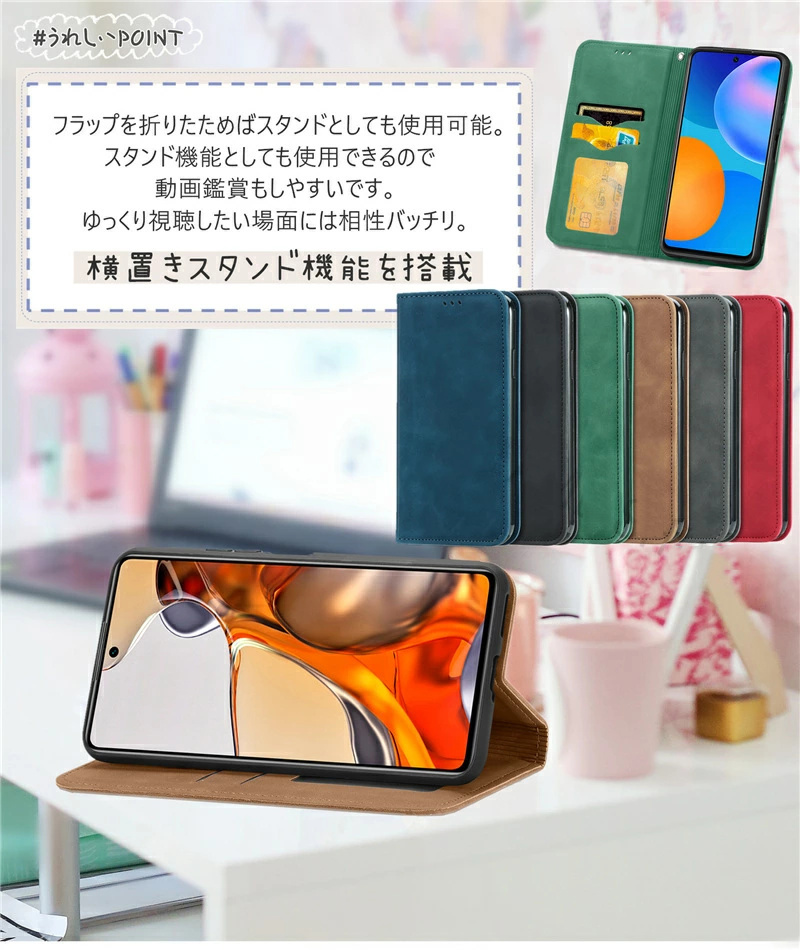 #うれしいPOINT
フラップを折りたためばスタンドとしても使用可能。
スタンド機能としても使用できるので
動画鑑賞もしやすいです。
ゆっくり視聴したい場面には相性バッチリ。
横置きスタンド機能を搭載